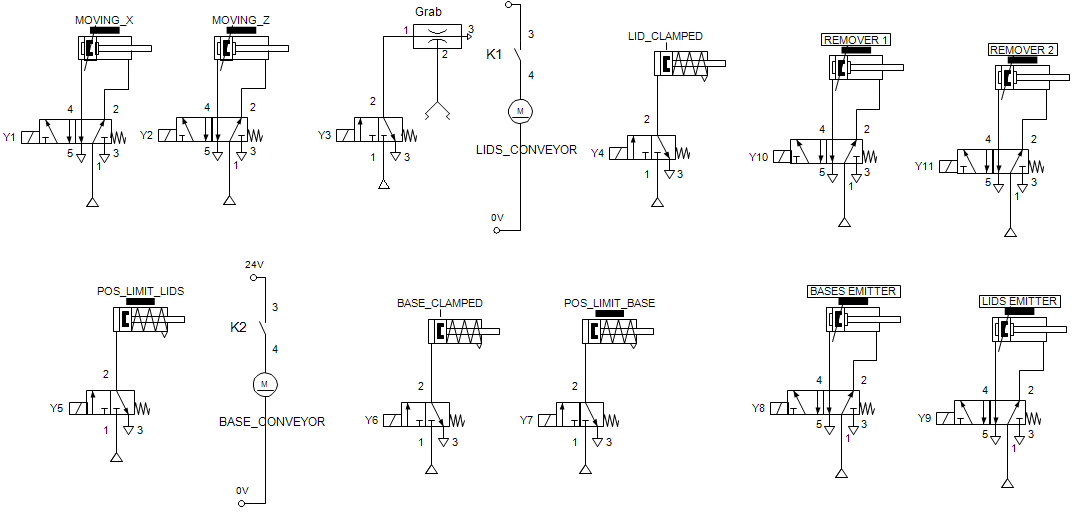 MOVING_X
MOVING_Z
Grab
LID_CLAMPED
REMOVER 1
REMOVER 2
1
3
2
3
K1
4
M
LIDS_CONVEYOR
0V
Y1
4
2
5
3
1
Y2
4
2
5
3
1
Y3
2
1
3
Y4
2
1
3
Y10
4
2
5
3
1
Y11
4
2
5
3
1
POS_LIMIT_LIDS
24V
3
K2
4
M
BASE_CONVEYOR
0V
BASE_CLAMPED
POS_LIMIT_BASE
BASES EMITTER
LIDS EMITTER
Y5
2
1
3
Y6
2
1
3
Y7
2
1
3
Y8
4
2
5
3
1
Y9
4
2
5
3
1